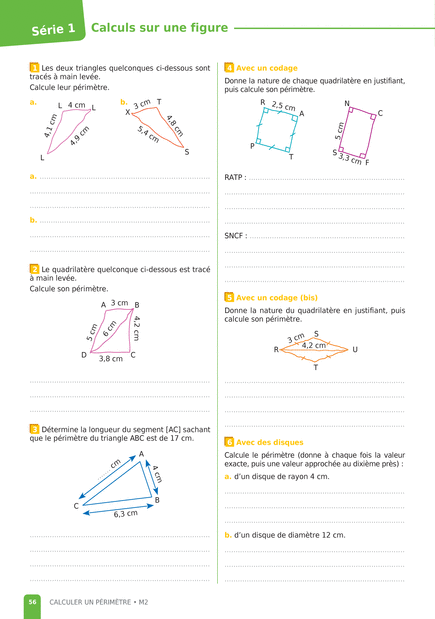 Série 1
Calculs sur une figure
1 Les deux triangles quelconques ci-dessous sont
tracés à main levée.
Calcule leur périmètre.
a.
L 4 cm L
4,1 cm
4,9 cm
L
b.
3 cm T
X
4,8 cm
5,4 cm
S
a.
b.
2 Le quadrilatère quelconque ci-dessous est tracé
à main levée.
Calcule son périmètre.
A 3 cm B
5 cm
6 cm
4,2 cm
D
3,8 cm
C
3 Détermine la longueur du segment [AC] sachant
que le périmètre du triangle ABC est de 17 cm.
A
cm
4 cm
B
C
6,3 cm
4 Avec un codage
Donne la nature de chaque quadrilatère en justifiant,
puis calcule son périmètre.
R 2,5 cm
A
P
T
N
C
5 cm
S
3,3 cm
F
RATP :
SNCF :
5 Avec un codage (bis)
Donne la nature du quadrilatère en justifiant, puis
calcule son périmètre.
3 cm
S
R
4,2 cm
U
T
6 Avec des disques
Calcule le périmètre (donne à chaque fois la valeur
exacte, puis une valeur approchée au dixième près) :
a. d’un disque de rayon 4 cm.
b. d’un disque de diamètre 12 cm.
56
CALCULER UN PÉRIMÈTRE • M2